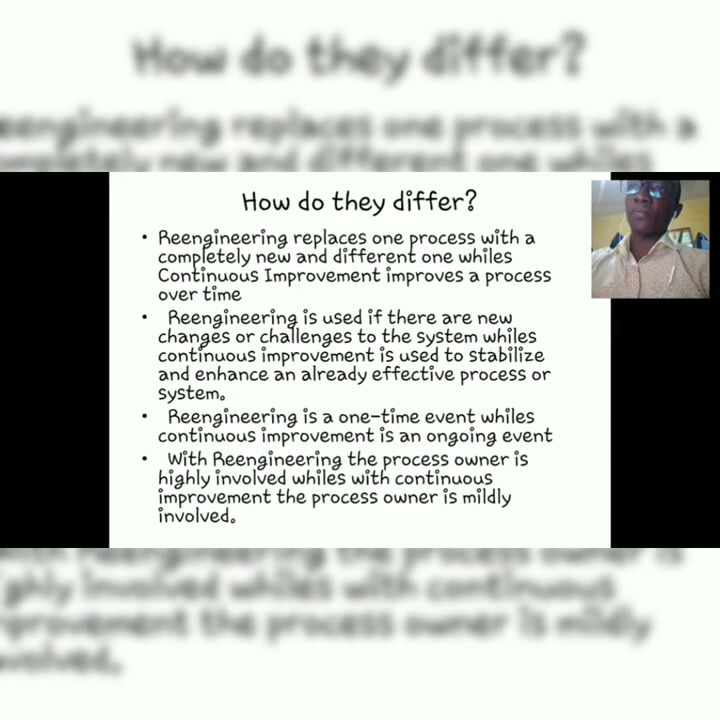 How do they differ?
• Reengineering replaces one process with a
completely new and different one whiles
Continuous Improvement improves a process
over time
• Reengineering is used if there are new
changes or challenges to the system whiles
continuous improvement is used to stabilize
and enhance an already effective process or
system.
• Reengineering is a one-time event whiles
continuous improvement is an ongoing event
• With Reengineering the process owner is
highly involved whiles with continuous
improvement the process owner is mildly
involved.